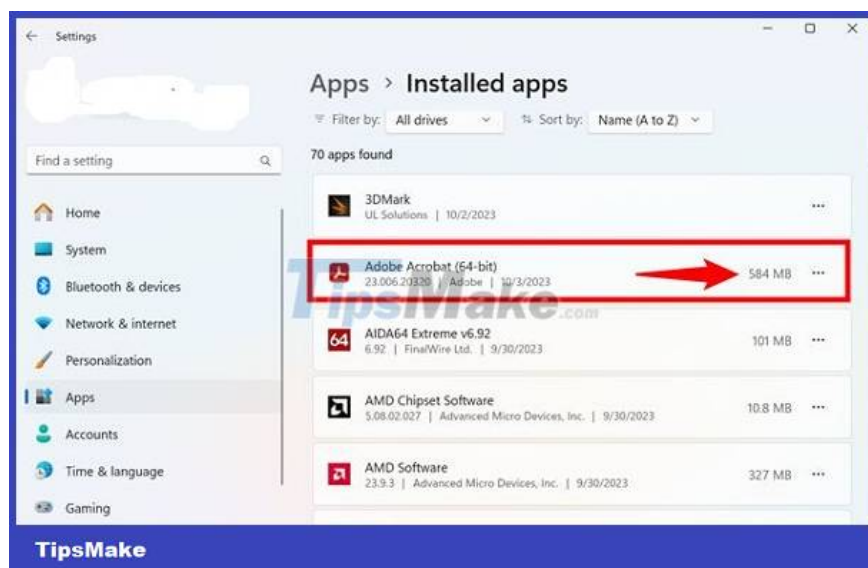 Settings
Apps > Installed apps
Filter by: All drives
Sort by: Name (A to Z)
Find a setting
70 apps found
Home
System
Bluetooth & devices
Network & internet
Personalization
Apps
Accounts
Time & language
Gaming
3DMark
UL Solutions | 10/2/2023
Adobe Acrobat (64-bit)
23.006.20320 | Adobe | 10/3/2023
584 MB
64
AIDA64 Extreme v6.92
6.92 | FinalWire Ltd. | 9/30/2023
101 MB
AMD Chipset Software
5.08.02.027 | Advanced Micro Devices, Inc. | 9/30/2023
10.8 MB
AMD Software
23.9.3 | Advanced Micro Devices, Inc. | 9/30/2023
327 MB
TipsMake.com
TipsMake